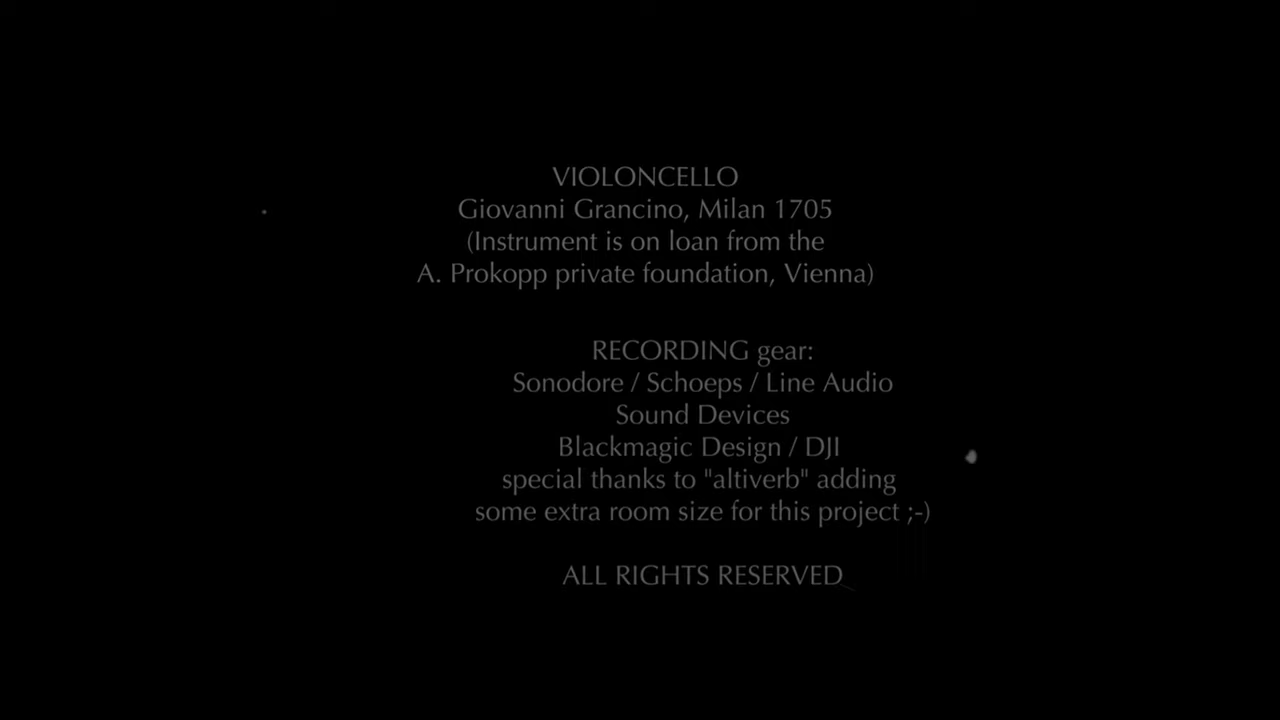 VIOLONCELLO
Giovanni Grancino, Milan 1705
(Instrument is on loan from the
A. Prokopp private foundation, Vienna)
RECORDING gear:
Sonodore / Schoeps / Line Audio
Sound Devices
Blackmagic Design / DJI
special thanks to "altiverb" adding
some extra room size for this project ;-)
ALL RIGHTS RESERVED